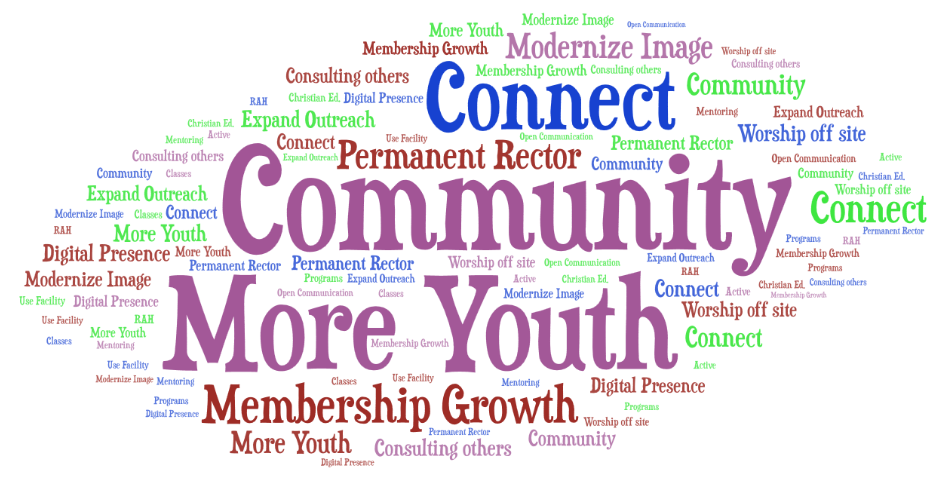 Modernize Image
Open Communication
More Youth
Membership Growth
Modernize Image
Worship off site
Consulting others
Consulting others
Membership Growth
Consulting others
Connect
Community
RAH
Christian Ed.
Digital Presence
Mentoring
Expand Outreach
Christian Ed.
Expand Outreach
Worship off site
Mentoring
Active
Connect
Use Facility
Open Communication
Permanent Rector
Consulting others
Expand Outreach
Permanent Rector
Community
Open Communication
Active
Community
Classes
Community
Community
Christian Ed.
Expand Outreach
Worship off site
Modernize Image
Classes
Connect
Connect
RAH
More Youth
Permanent Rector
Programs
RAH
Digital Presence
More Youth
Membership Growth
Permanent Rector
Permanent Rector
Worship off site
Open Communication
Expand Outreach
RAH
Programs
Modernize Image
Programs
Expand Outreach
Active
Christian Ed.
Christian Ed.
Consulting others
Use Facility
Digital Presence
Open Communication
Classes
Modernize Image
Connect
Active
Membership Growth
Worship off site
Use Facility
RAH
More Youth
More Youth
Connect
Classes
Mentoring
Membership Growth
Use Facility
Active
Modernize Image
Mentoring
Classes
Use Facility
Mentoring
Digital Presence
Programs
Membership Growth
Programs
Digital Presence
Worship off site
More Youth
Permanent Rector
Consulting others
Community
Digital Presence